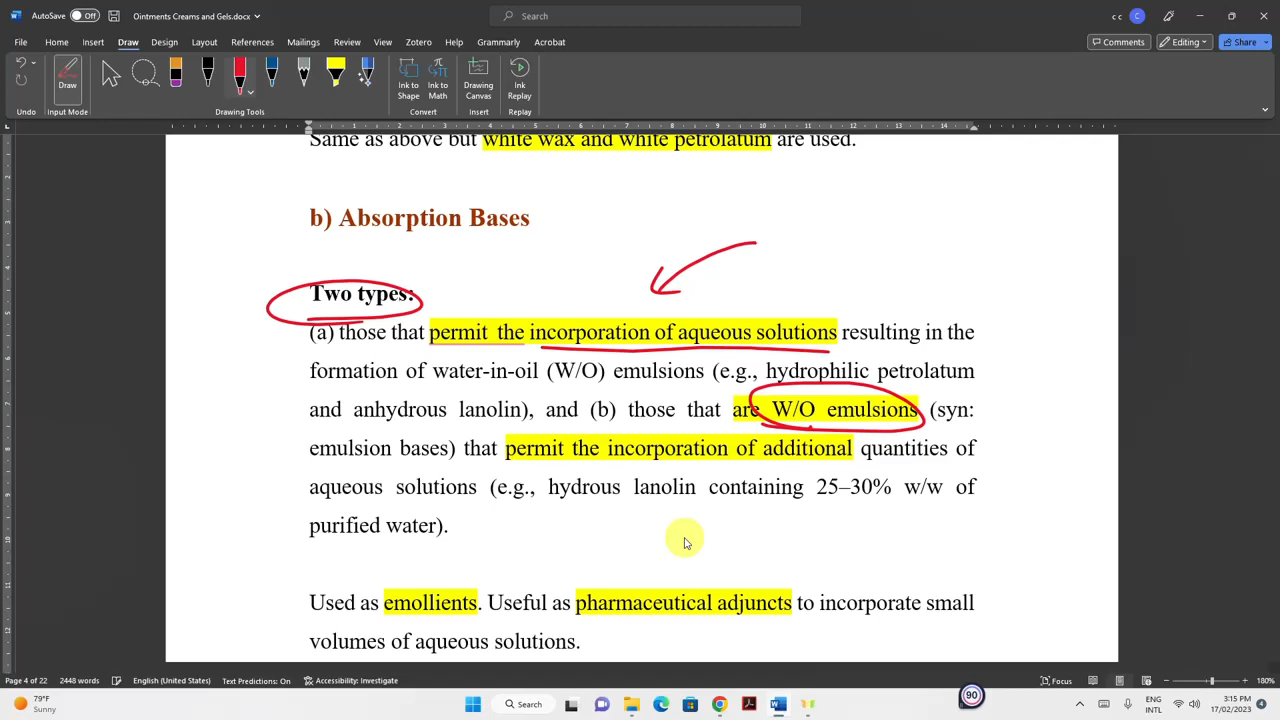 AutoSave Off
Ointments Creams and Gels.docx
Search
c c
C
File Home Insert Draw Design Layout References Mailings Review View Zotero Help Grammarly Acrobat
Comments Editing Share
Undo Draw Ink to Shape Ink to Math Drawing Canvas Ink Replay
Undo Input Mode Drawing Tools Convert Insert Replay
Same as above but white wax and white petrolatum are used.
b) Absorption Bases
Two types:
(a) those that permit the incorporation of aqueous solutions resulting in the
formation of water-in-oil (W/O) emulsions (e.g., hydrophilic petrolatum
and anhydrous lanolin), and (b) those that are W/O emulsions (syn:
emulsion bases) that permit the incorporation of additional quantities of
aqueous solutions (e.g., hydrous lanolin containing 25–30% w/w of
purified water).
Used as emollients. Useful as pharmaceutical adjuncts to incorporate small
volumes of aqueous solutions.
Page 4 of 22 2448 words English (United States) Text Predictions: On Accessibility: Investigate Focus 180%
79°F
Sunny
Search
90
ENG
INTL
3:15 PM
17/02/2023